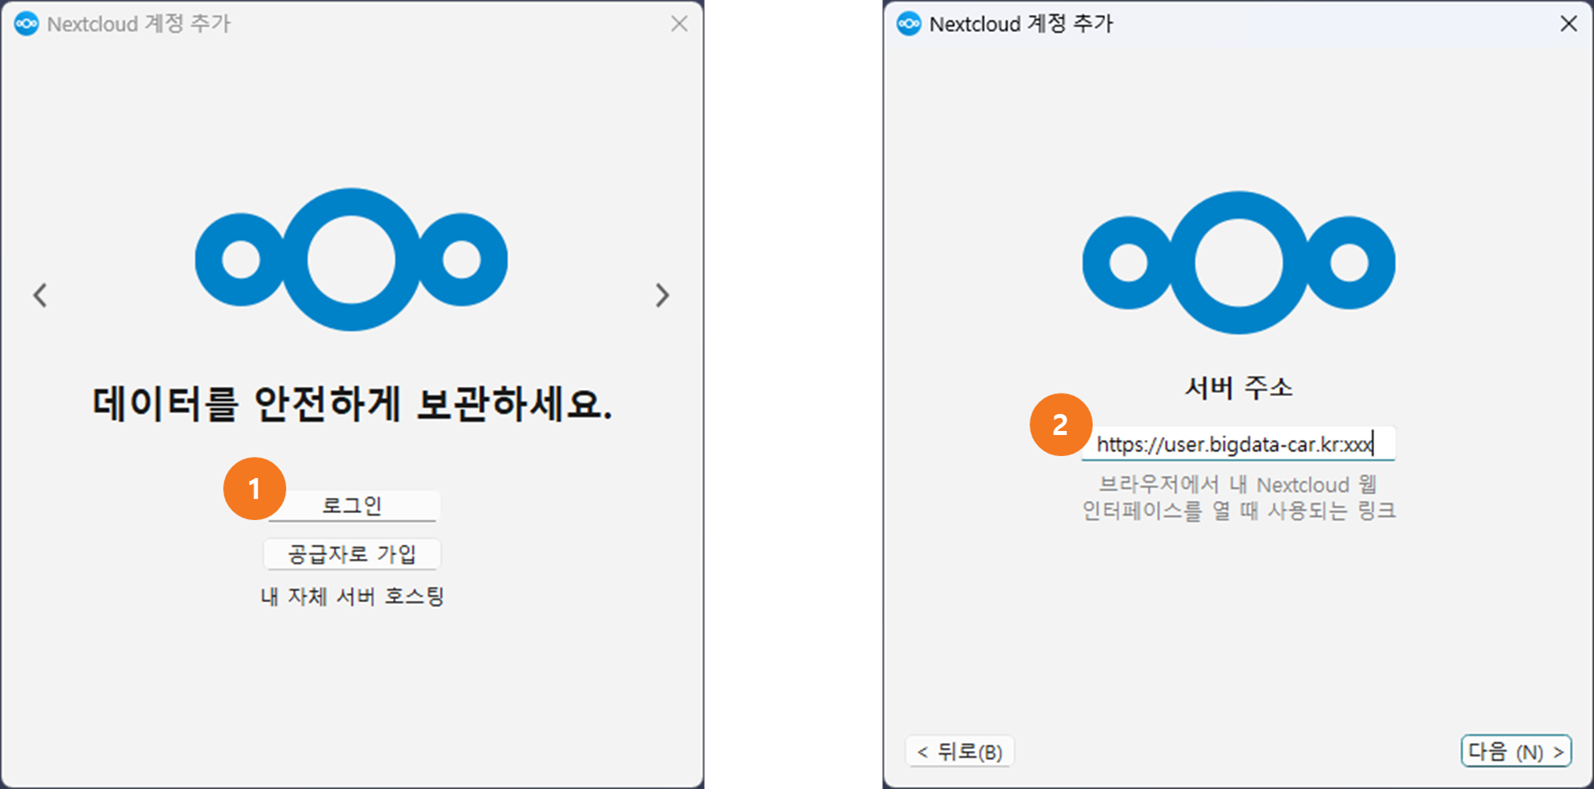 Nextcloud 계정 추가
데이터를 안전하게 보관하세요.
1
로그인
공급자로 가입
내 자체 서버 호스팅
Nextcloud 계정 추가
서버 주소
2
https://user.bigdata-car.kr:xxx
브라우저에서 내 Nextcloud 웹
인터페이스를 열 때 사용되는 링크
< 뒤로(B)
다음 (N) >